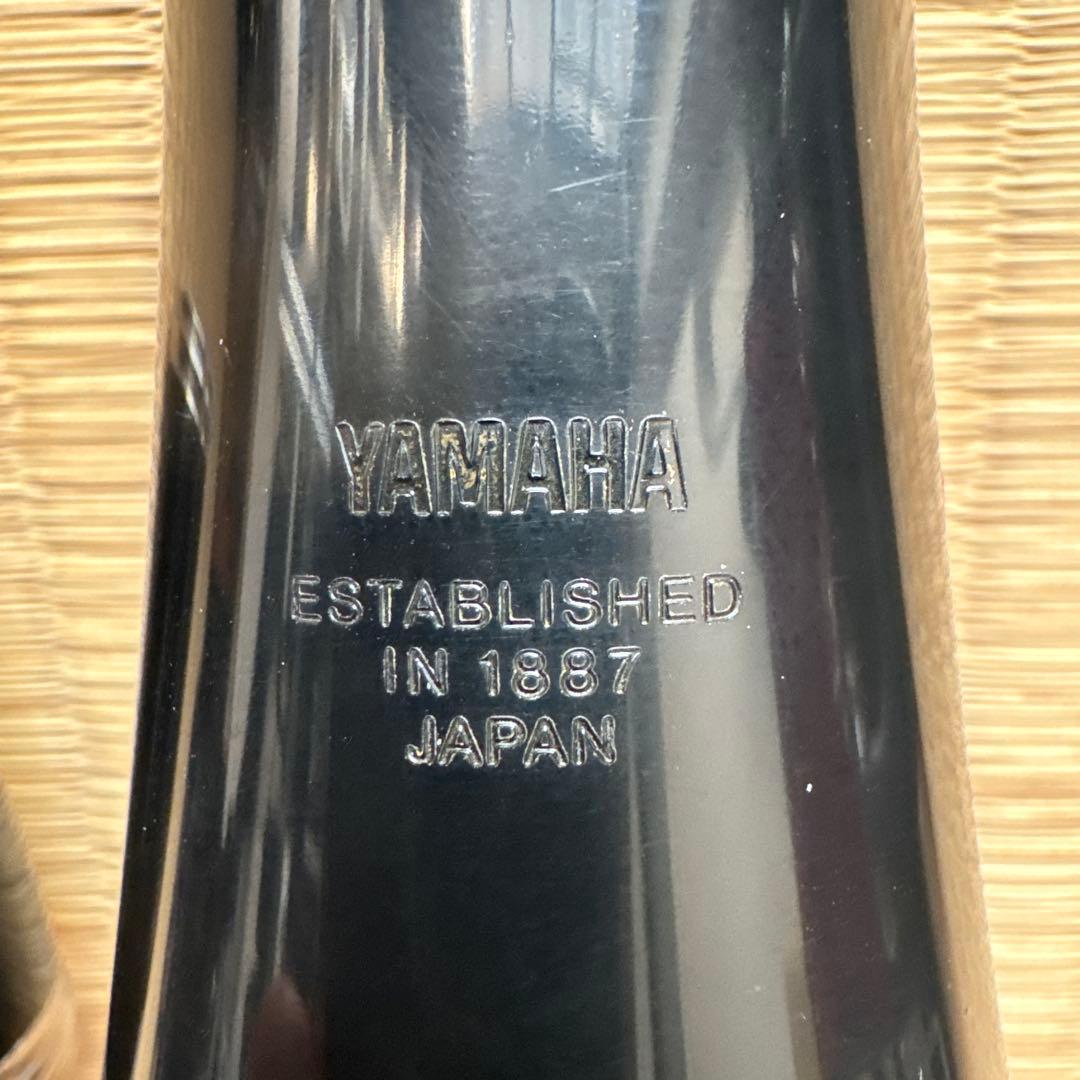 YAMAHA
ESTABLISHED
IN 1887
JAPAN